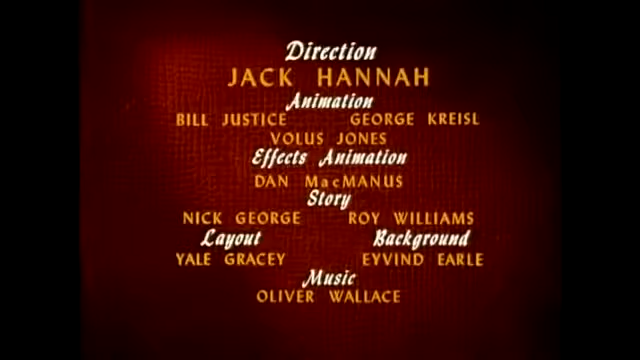 Direction
JACK HANNAH
Animation
BILL JUSTICE GEORGE KREISL
VOLUS JONES
Effects Animation
DAN MacMANUS
Story
NICK GEORGE ROY WILLIAMS
Layout Background
YALE GRACEY EYVIND EARLE
Music
OLIVER WALLACE